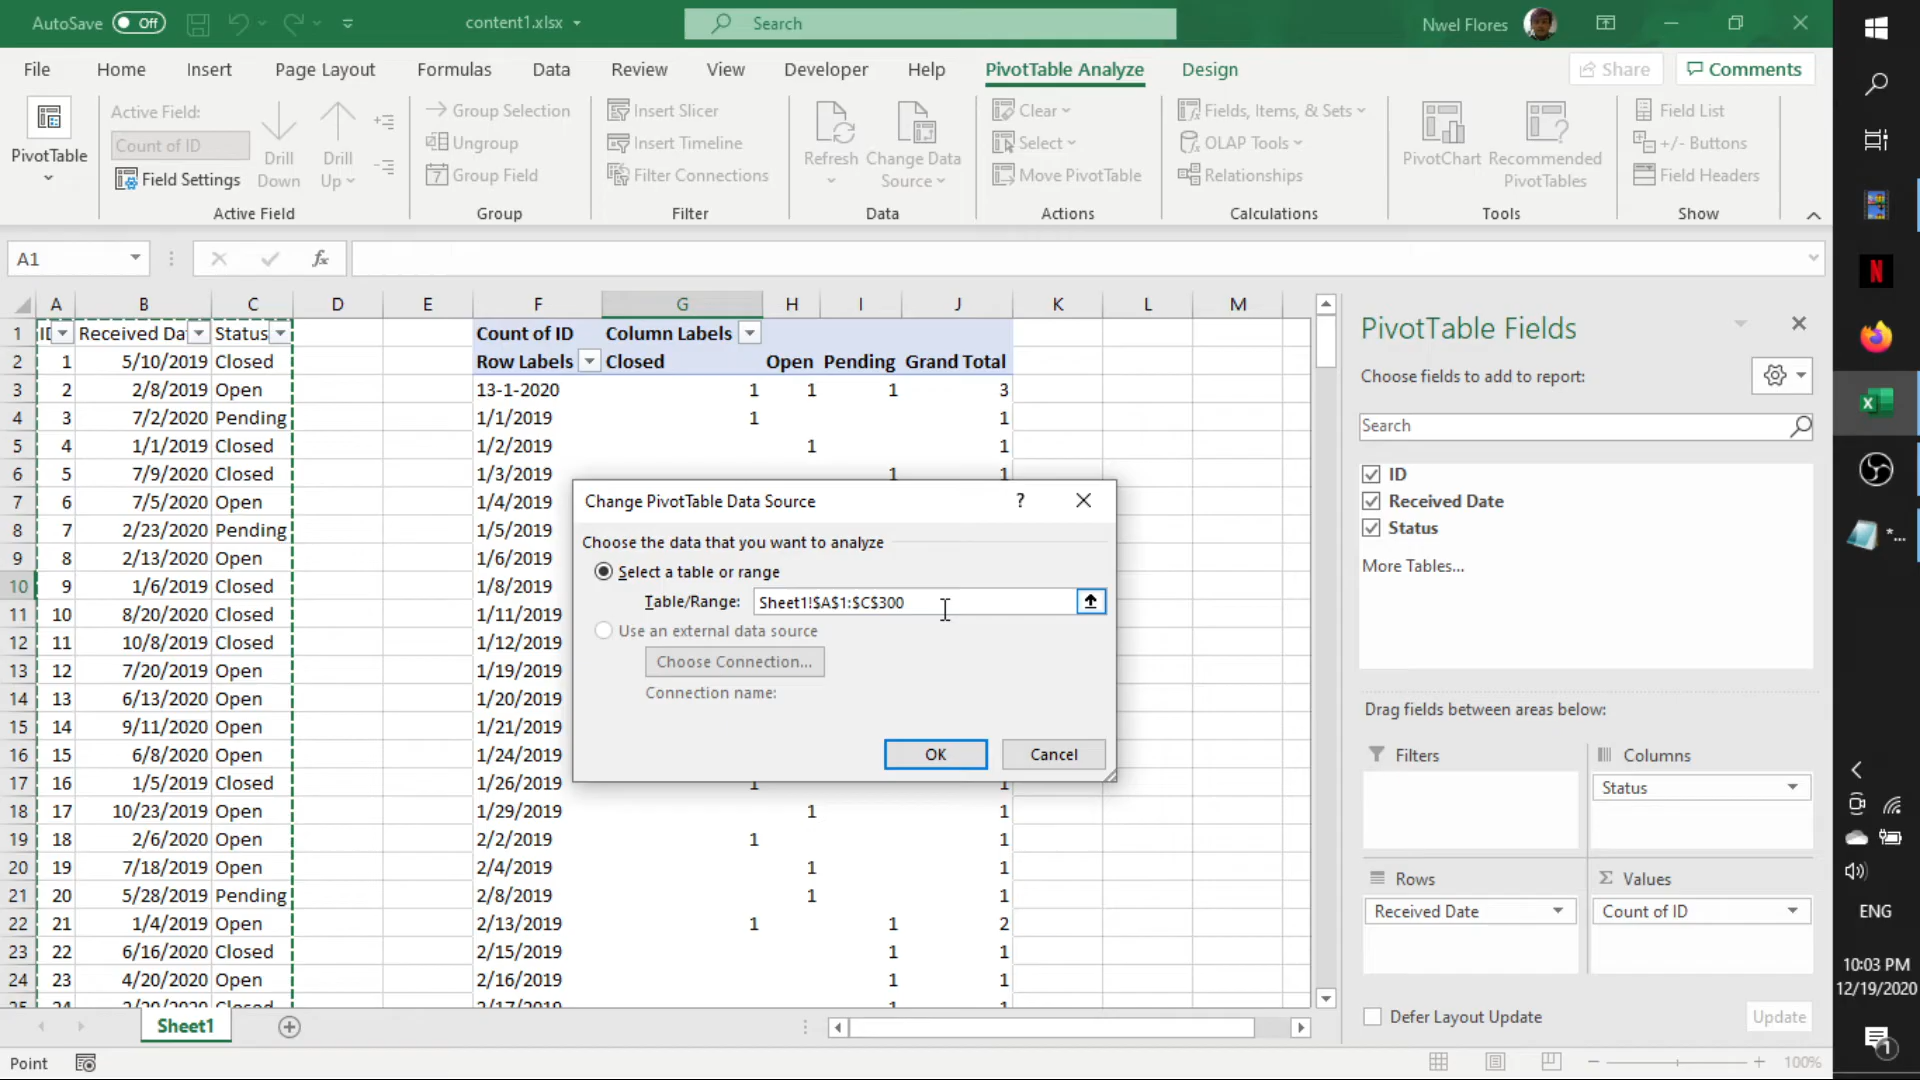 AutoSave Off content1.xlsx Search Nwel Flores
File Home Insert Page Layout Formulas Data Review View Developer Help PivotTable Analyze Design Share Comments
PivotTable
Active Field:
Count of ID
Field Settings
Drill Down
Drill Up
Active Field
Group Selection
Ungroup
7 Group Field
Group
Insert Slicer
Insert Timeline
Filter Connections
Filter
Refresh
Change Data Source
Data
Clear
Select
Move PivotTable
Actions
Fields, Items, & Sets
OLAP Tools
Relationships
Calculations
PivotChart
Recommended PivotTables
Tools
Field List
+/- Buttons
Field Headers
Show
A1 fx
A B C D E F G H I J K L M
1 ID Received Da Status Count of ID Column Labels
2 1 5/10/2019 Closed Row Labels Closed Open Pending Grand Total
3 2 2/8/2019 Open 13-1-2020 1 1 1 3
4 3 7/2/2020 Pending 1/1/2019 1 1
5 4 1/1/2019 Closed 1/2/2019 1 1
6 5 7/9/2020 Closed 1/3/2019 1 1
7 6 7/5/2020 Open 1/4/2019
8 7 2/23/2020 Pending 1/5/2019
9 8 2/13/2020 Open 1/6/2019
10 9 1/6/2019 Closed 1/8/2019
11 10 8/20/2020 Closed 1/11/2019
12 11 10/8/2019 Closed 1/12/2019
13 12 7/20/2019 Open 1/19/2019
14 13 6/13/2020 Open 1/20/2019
15 14 9/11/2020 Open 1/21/2019
16 15 6/8/2020 Open 1/24/2019
17 16 1/5/2019 Closed 1/26/2019 1 1
18 17 10/23/2019 Open 1/29/2019 1 1
19 18 2/6/2020 Open 2/2/2019 1 1
20 19 7/18/2019 Open 2/4/2019 1 1
21 20 5/28/2019 Pending 2/8/2019 1 1
22 21 1/4/2019 Open 2/13/2019 1 1 2
23 22 6/16/2020 Closed 2/15/2019 1 1
24 23 4/20/2020 Open 2/16/2019 1 1
25 24 2/20/2020 Closed 2/17/2019 1 1
Change PivotTable Data Source ?
Choose the data that you want to analyze
Select a table or range
Table/Range: Sheet1!$A$1:$C$300
Use an external data source
Choose Connection...
Connection name:
OK Cancel
PivotTable Fields
Choose fields to add to report:
Search
ID
Received Date
Status
More Tables...
Drag fields between areas below:
Filters
Columns
Status
Rows
Received Date
Σ Values
Count of ID
Defer Layout Update Update
Sheet1
Point 100%
N
*...
ENG
10:03 PM
12/19/2020
1